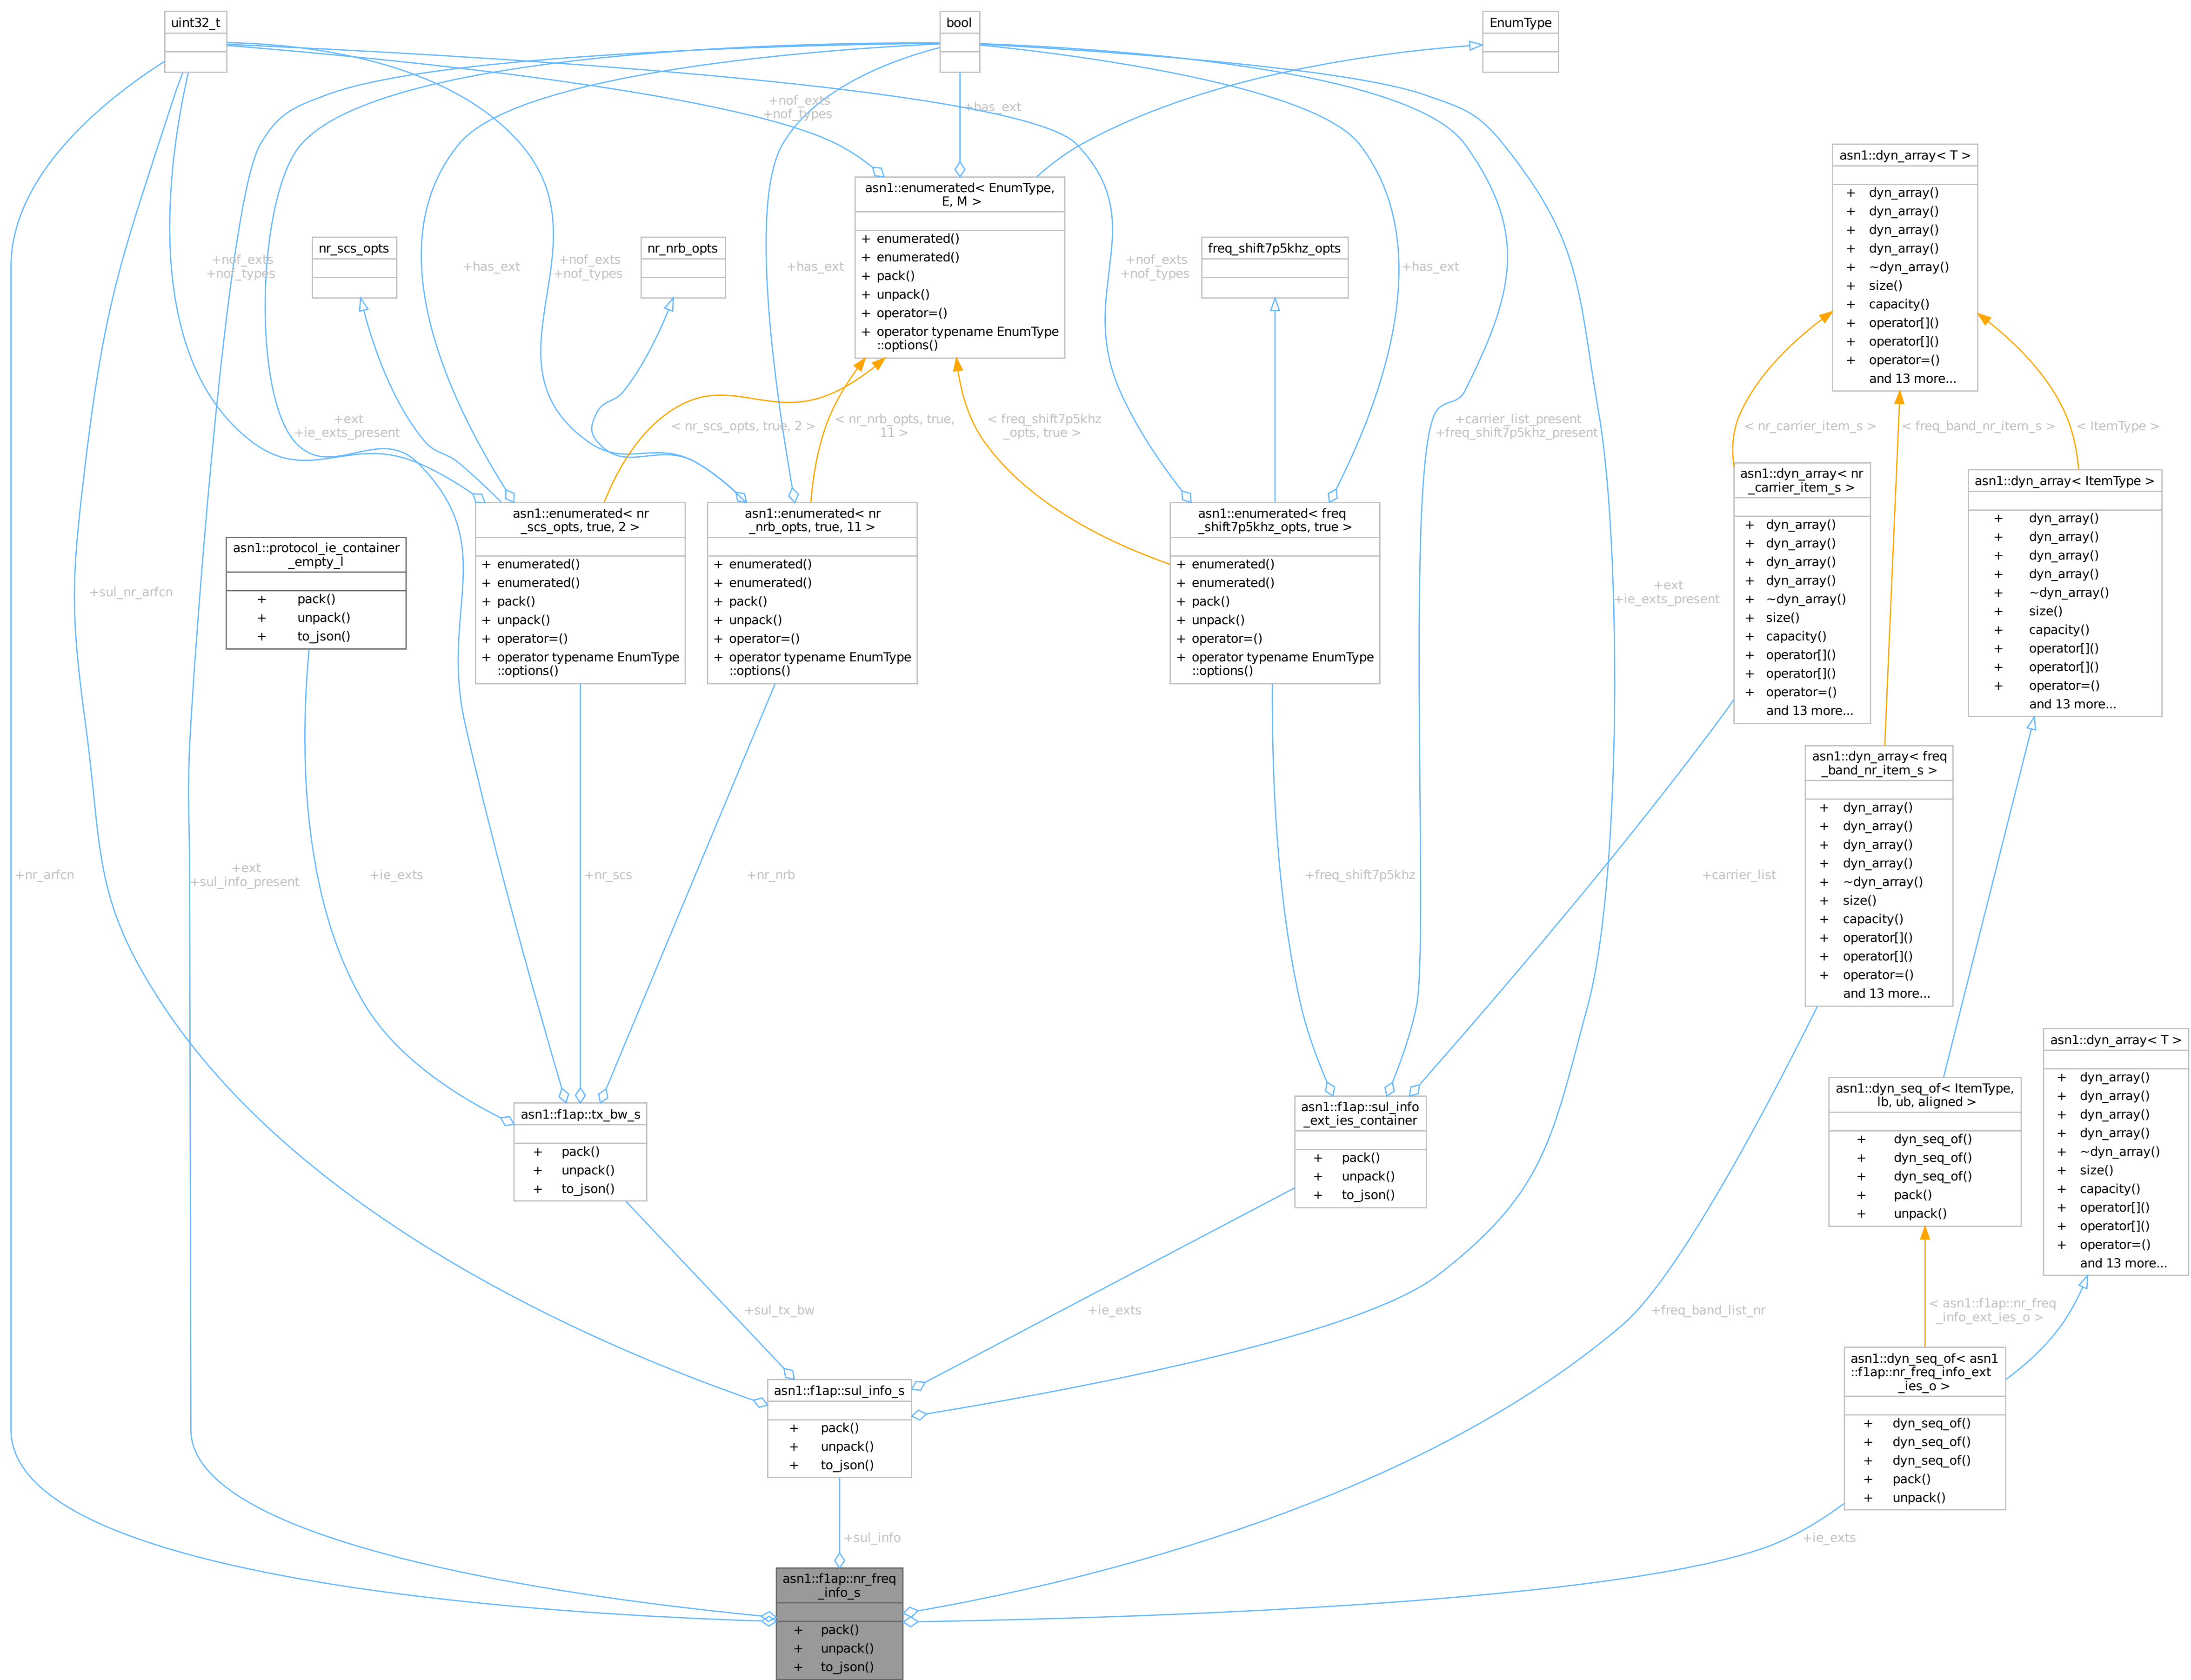 uint32_t
bool
EnumType
+nof_exts
+nof_types
+has_ext
asn1::dyn_array< T >
+ dyn_array()
+ dyn_array()
+ dyn_array()
+ dyn_array()
+ ~dyn_array()
+ size()
+ capacity()
+ operator[]()
+ operator[]()
+ operator=()
and 13 more...
asn1::enumerated< EnumType,
E, M >
+ enumerated()
+ enumerated()
+ pack()
+ unpack()
+ operator=()
+ operator typename EnumType
::options()
nr_scs_opts
nr_nrb_opts
freq_shift7p5khz_opts
+nof_exts
+nof_types
+has_ext
+nof_exts
+nof_types
+has_ext
+nof_exts
+nof_types
+has_ext
+ext
+ie_exts_present
< nr_scs_opts, true, 2 >
< nr_nrb_opts, true,
11 >
< freq_shift7p5khz
_opts, true >
+carrier_list_present
+freq_shift7p5khz_present
< nr_carrier_item_s >
< freq_band_nr_item_s >
< ItemType >
asn1::protocol_ie_container
_empty_l
+ pack()
+ unpack()
+ to_json()
asn1::enumerated< nr
_scs_opts, true, 2 >
+ enumerated()
+ enumerated()
+ pack()
+ unpack()
+ operator=()
+ operator typename EnumType
::options()
asn1::enumerated< nr
_nrb_opts, true, 11 >
+ enumerated()
+ enumerated()
+ pack()
+ unpack()
+ operator=()
+ operator typename EnumType
::options()
asn1::enumerated< freq
_shift7p5khz_opts, true >
+ enumerated()
+ enumerated()
+ pack()
+ unpack()
+ operator=()
+ operator typename EnumType
::options()
asn1::dyn_array< nr
_carrier_item_s >
+ dyn_array()
+ dyn_array()
+ dyn_array()
+ dyn_array()
+ ~dyn_array()
+ size()
+ capacity()
+ operator[]()
+ operator[]()
+ operator=()
and 13 more...
asn1::dyn_array< ItemType >
+ dyn_array()
+ dyn_array()
+ dyn_array()
+ dyn_array()
+ ~dyn_array()
+ size()
+ capacity()
+ operator[]()
+ operator[]()
+ operator=()
and 13 more...
+sul_nr_arfcn
+ext
+ie_exts_present
asn1::dyn_array< freq
_band_nr_item_s >
+ dyn_array()
+ dyn_array()
+ dyn_array()
+ dyn_array()
+ ~dyn_array()
+ size()
+ capacity()
+ operator[]()
+ operator[]()
+ operator=()
and 13 more...
+nr_arfcn
+ext
+sul_info_present
+ie_exts
+nr_scs
+nr_nrb
+freq_shift7p5khz
+carrier_list
asn1::f1ap::tx_bw_s
+ pack()
+ unpack()
+ to_json()
asn1::f1ap::sul_info
_ext_ies_container
+ pack()
+ unpack()
+ to_json()
asn1::dyn_seq_of< ItemType,
lb, ub, aligned >
+ dyn_seq_of()
+ dyn_seq_of()
+ dyn_seq_of()
+ pack()
+ unpack()
asn1::dyn_array< T >
+ dyn_array()
+ dyn_array()
+ dyn_array()
+ dyn_array()
+ ~dyn_array()
+ size()
+ capacity()
+ operator[]()
+ operator[]()
+ operator=()
and 13 more...
+sul_tx_bw
+ie_exts
+freq_band_list_nr
< asn1::f1ap::nr_freq
_info_ext_ies_o >
asn1::f1ap::sul_info_s
+ pack()
+ unpack()
+ to_json()
asn1::dyn_seq_of< asn1
::f1ap::nr_freq_info_ext
_ies_o >
+ dyn_seq_of()
+ dyn_seq_of()
+ dyn_seq_of()
+ pack()
+ unpack()
+sul_info
+ie_exts
asn1::f1ap::nr_freq
_info_s
+ pack()
+ unpack()
+ to_json()